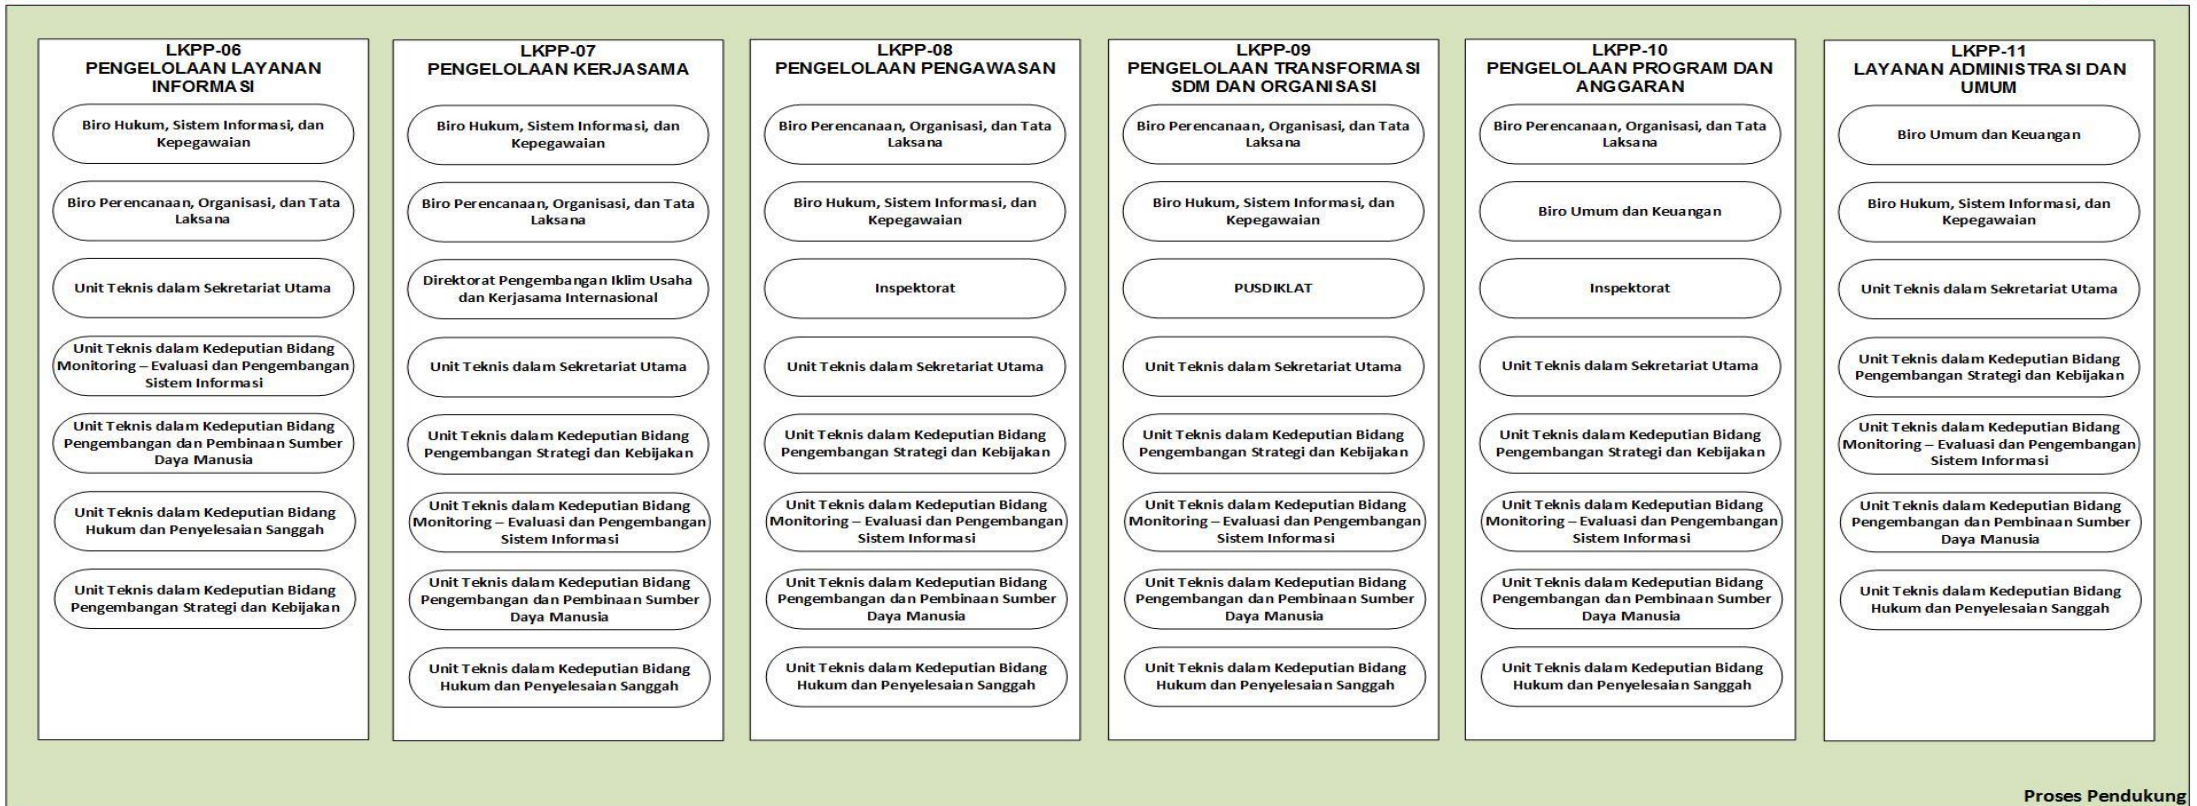 LKPP-06
PENGELOLAAN LAYANAN
INFORMASI
Biro Hukum, Sistem Informasi, dan
Kepegawaian
Biro Perencanaan, Organisasi, dan Tata
Laksana
Unit Teknis dalam Sekretariat Utama
Unit Teknis dalam Kedeputian Bidang
Monitoring – Evaluasi dan Pengembangan
Sistem Informasi
Unit Teknis dalam Kedeputian Bidang
Pengembangan dan Pembinaan Sumber
Daya Manusia
Unit Teknis dalam Kedeputian Bidang
Hukum dan Penyelesaian Sanggah
Unit Teknis dalam Kedeputian Bidang
Pengembangan Strategi dan Kebijakan
LKPP-07
PENGELOLAAN KERJASAMA
Biro Hukum, Sistem Informasi, dan
Kepegawaian
Biro Perencanaan, Organisasi, dan Tata
Laksana
Direktorat Pengembangan Iklim Usaha
dan Kerjasama Internasional
Unit Teknis dalam Sekretariat Utama
Unit Teknis dalam Kedeputian Bidang
Pengembangan Strategi dan Kebijakan
Unit Teknis dalam Kedeputian Bidang
Monitoring – Evaluasi dan Pengembangan
Sistem Informasi
Unit Teknis dalam Kedeputian Bidang
Pengembangan dan Pembinaan Sumber
Daya Manusia
Unit Teknis dalam Kedeputian Bidang
Hukum dan Penyelesaian Sanggah
LKPP-08
PENGELOLAAN PENGAWASAN
Biro Perencanaan, Organisasi, dan Tata
Laksana
Biro Hukum, Sistem Informasi, dan
Kepegawaian
Inspektorat
Unit Teknis dalam Sekretariat Utama
Unit Teknis dalam Kedeputian Bidang
Pengembangan Strategi dan Kebijakan
Unit Teknis dalam Kedeputian Bidang
Monitoring – Evaluasi dan Pengembangan
Sistem Informasi
Unit Teknis dalam Kedeputian Bidang
Pengembangan dan Pembinaan Sumber
Daya Manusia
Unit Teknis dalam Kedeputian Bidang
Hukum dan Penyelesaian Sanggah
LKPP-09
PENGELOLAAN TRANSFORMASI
SDM DAN ORGANISASI
Biro Perencanaan, Organisasi, dan Tata
Laksana
Biro Hukum, Sistem Informasi, dan
Kepegawaian
PUSDIKLAT
Unit Teknis dalam Sekretariat Utama
Unit Teknis dalam Kedeputian Bidang
Pengembangan Strategi dan Kebijakan
Unit Teknis dalam Kedeputian Bidang
Monitoring – Evaluasi dan Pengembangan
Sistem Informasi
Unit Teknis dalam Kedeputian Bidang
Pengembangan dan Pembinaan Sumber
Daya Manusia
Unit Teknis dalam Kedeputian Bidang
Hukum dan Penyelesaian Sanggah
LKPP-10
PENGELOLAAN PROGRAM DAN
ANGGARAN
Biro Perencanaan, Organisasi, dan Tata
Laksana
Biro Umum dan Keuangan
Inspektorat
Unit Teknis dalam Sekretariat Utama
Unit Teknis dalam Kedeputian Bidang
Pengembangan Strategi dan Kebijakan
Unit Teknis dalam Kedeputian Bidang
Monitoring – Evaluasi dan Pengembangan
Sistem Informasi
Unit Teknis dalam Kedeputian Bidang
Pengembangan dan Pembinaan Sumber
Daya Manusia
Unit Teknis dalam Kedeputian Bidang
Hukum dan Penyelesaian Sanggah
LKPP-11
LAYANAN ADMINISTRASI DAN
UMUM
Biro Umum dan Keuangan
Biro Hukum, Sistem Informasi, dan
Kepegawaian
Unit Teknis dalam Sekretariat Utama
Unit Teknis dalam Kedeputian Bidang
Pengembangan Strategi dan Kebijakan
Unit Teknis dalam Kedeputian Bidang
Monitoring – Evaluasi dan Pengembangan
Sistem Informasi
Unit Teknis dalam Kedeputian Bidang
Pengembangan dan Pembinaan Sumber
Daya Manusia
Unit Teknis dalam Kedeputian Bidang
Hukum dan Penyelesaian Sanggah
Proses Pendukung